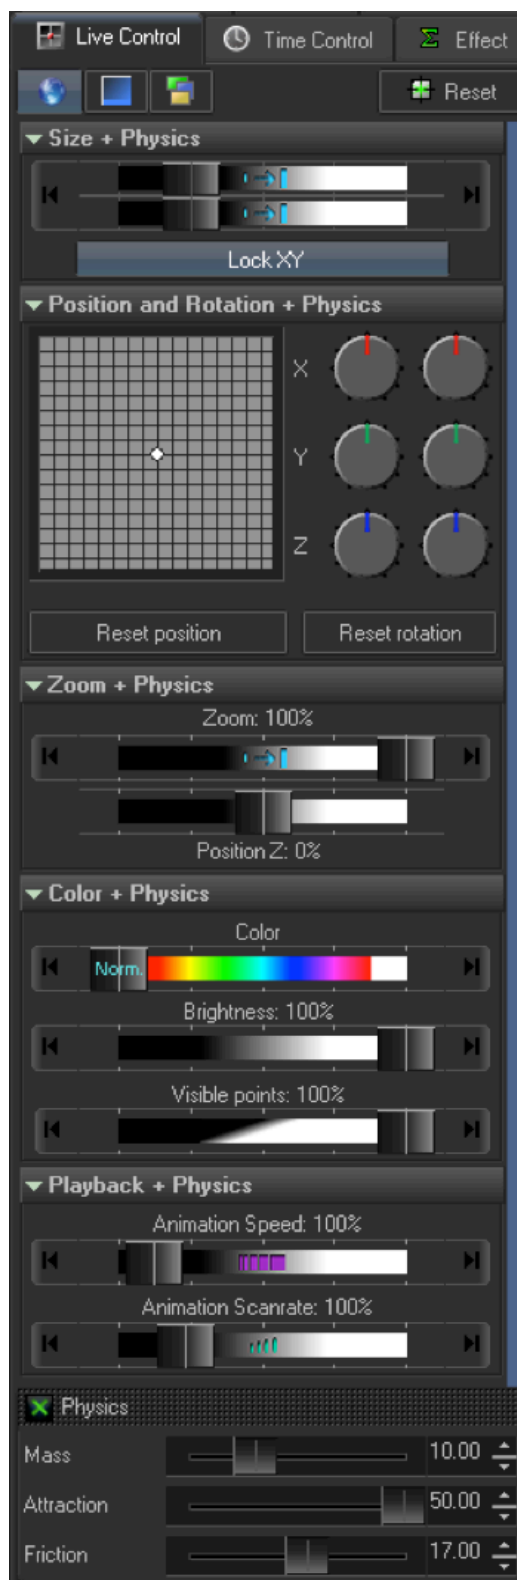 Live Control Time Control Effect
Reset
Size + Physics
Lock XY
Position and Rotation + Physics
X
Y
Z
Reset position Reset rotation
Zoom + Physics
Zoom: 100%
Position Z: 0%
Color + Physics
Color
Norm.
Brightness: 100%
Visible points: 100%
Playback + Physics
Animation Speed: 100%
Animation Scanrate: 100%
Physics
Mass 10.00
Attraction 50.00
Friction 17.00